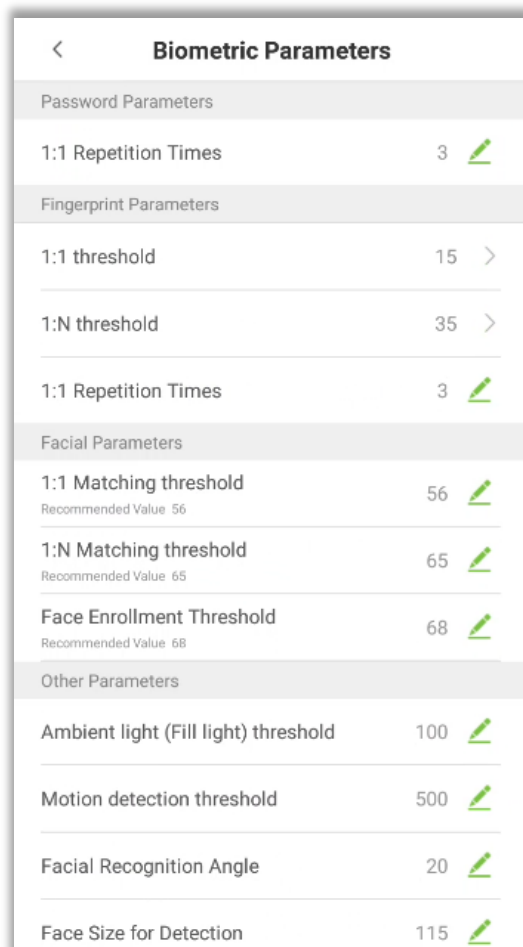 Biometric Parameters
Password Parameters
1:1 Repetition Times 3
Fingerprint Parameters
1:1 threshold 15
1:N threshold 35
1:1 Repetition Times 3
Facial Parameters
1:1 Matching threshold 56
Recommended Value 56
1:N Matching threshold 65
Recommended Value 65
Face Enrollment Threshold 68
Recommended Value 68
Other Parameters
Ambient light (Fill light) threshold 100
Motion detection threshold 500
Facial Recognition Angle 20
Face Size for Detection 115